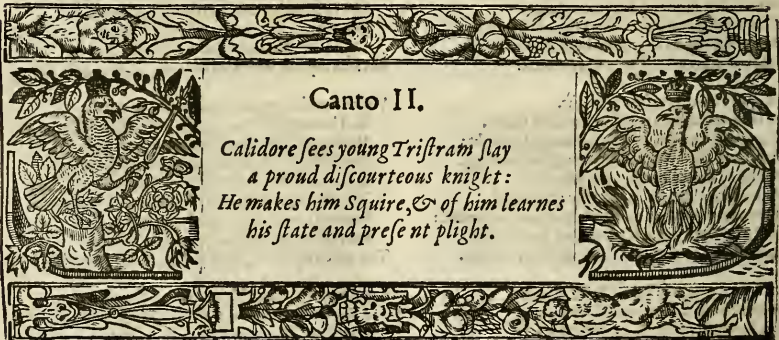 Canto II.
Calidore ſees young Triſtram ſlay
a proud diſcourteous knight:
He makes him Squire, & of him learnes
his ſtate and preſe nt plight.